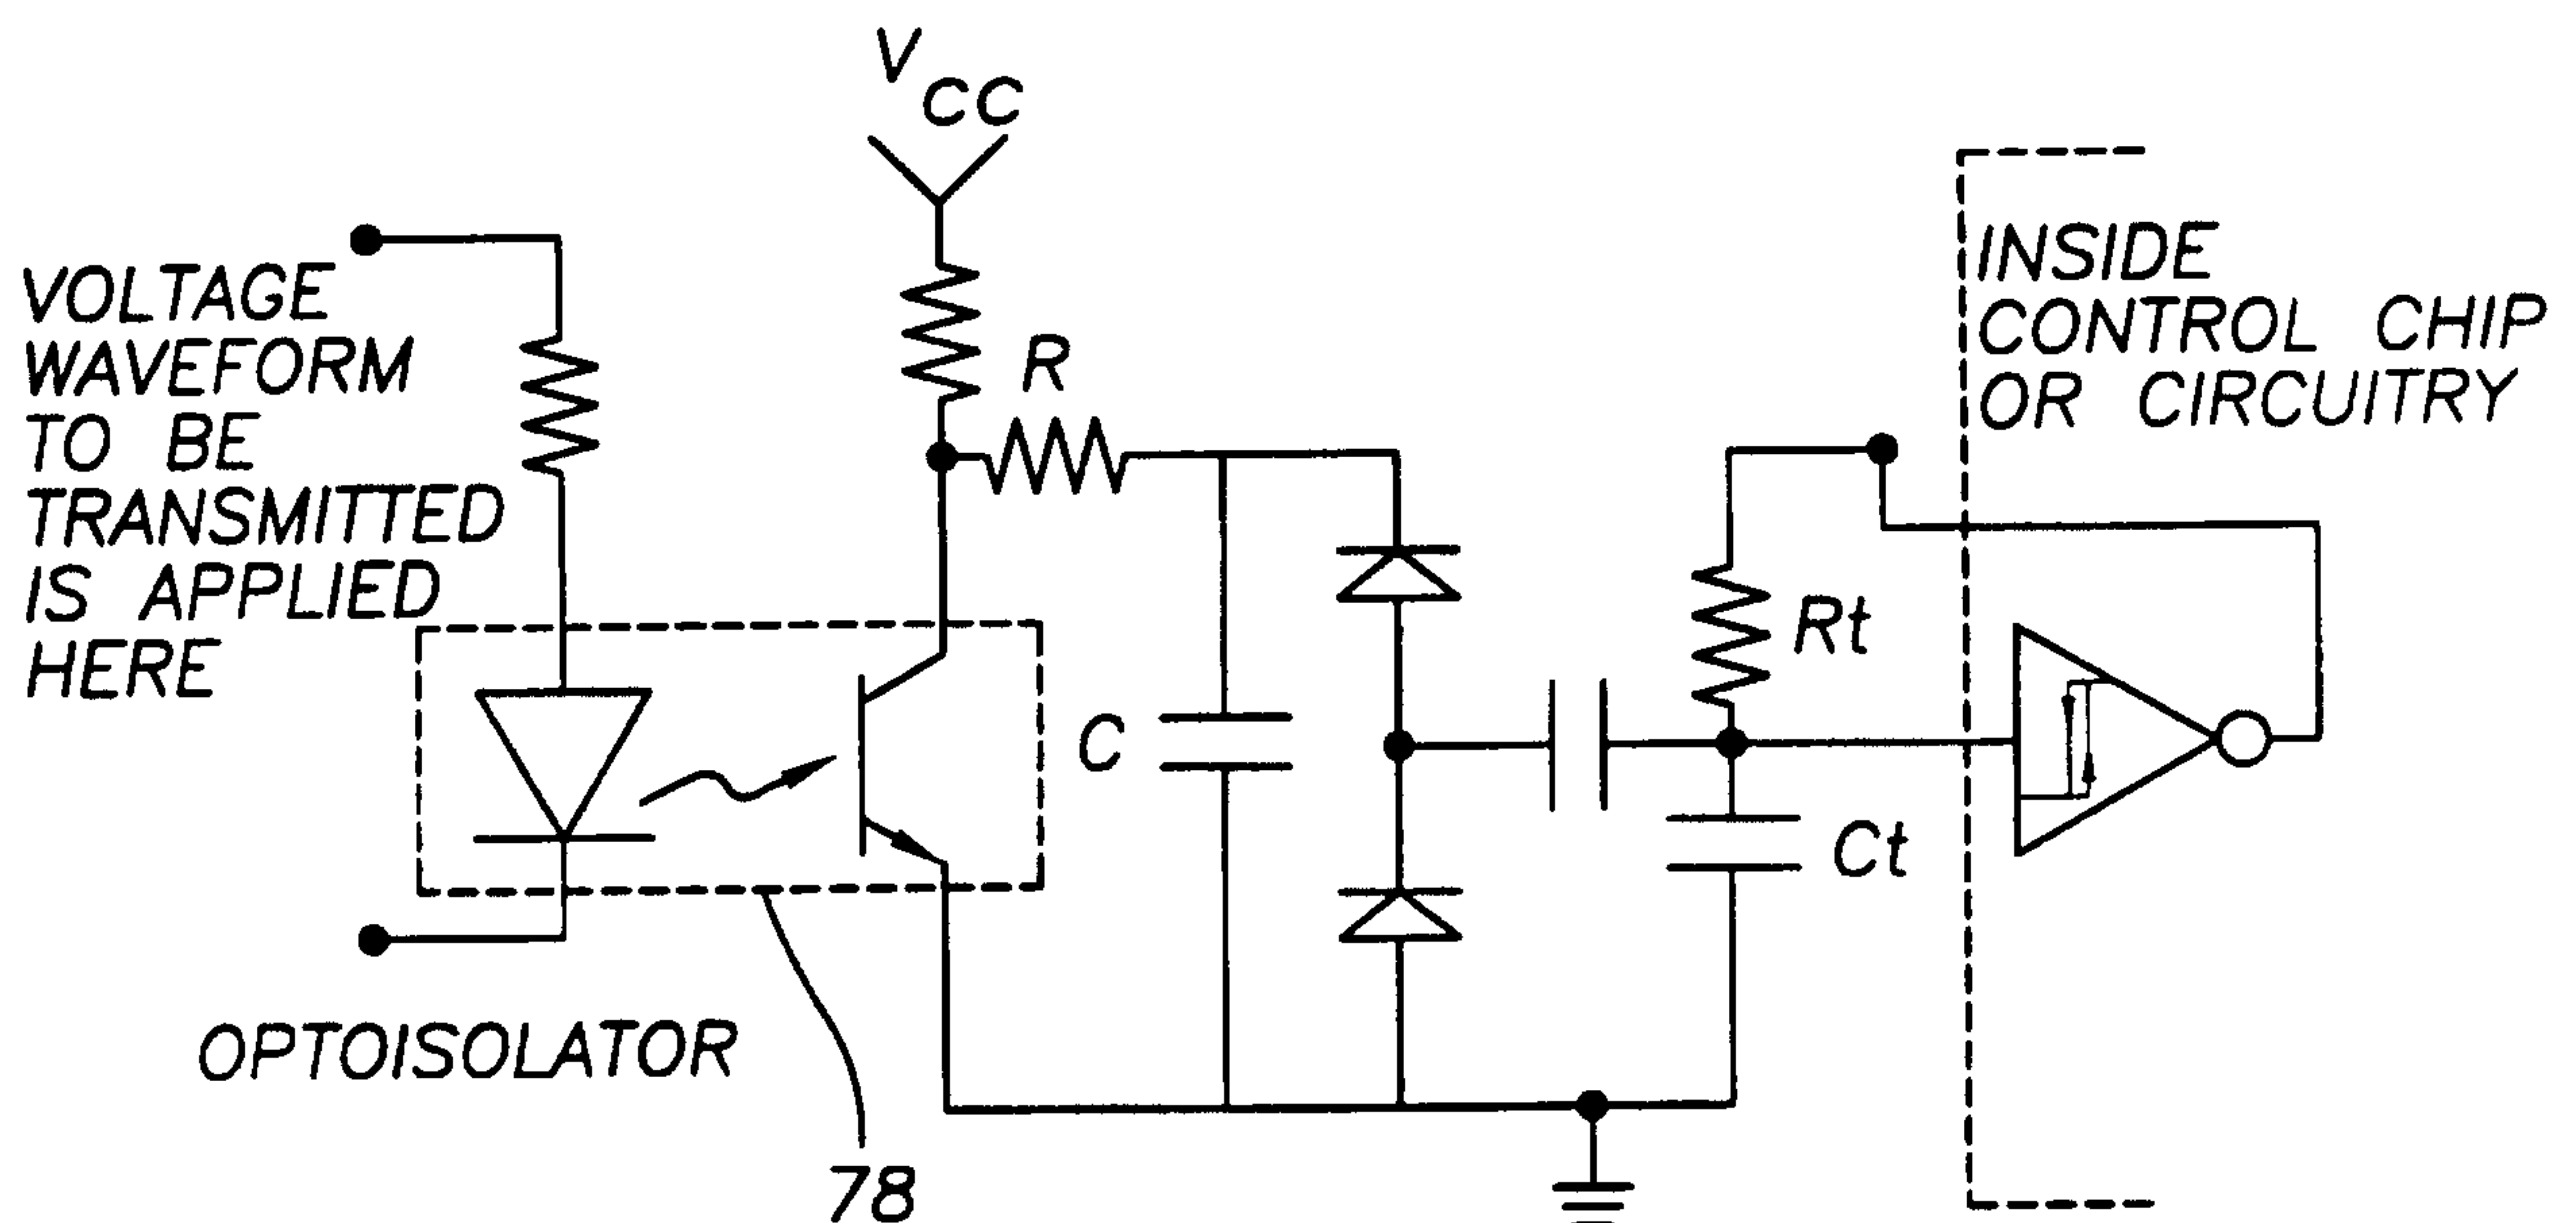 VCC
VOLTAGE
WAVEFORM
TO BE
TRANSMITTED
IS APPLIED
HERE
R
INSIDE
CONTROL CHIP
OR CIRCUITRY
Rt
C
Ct
OPTOISOLATOR
78